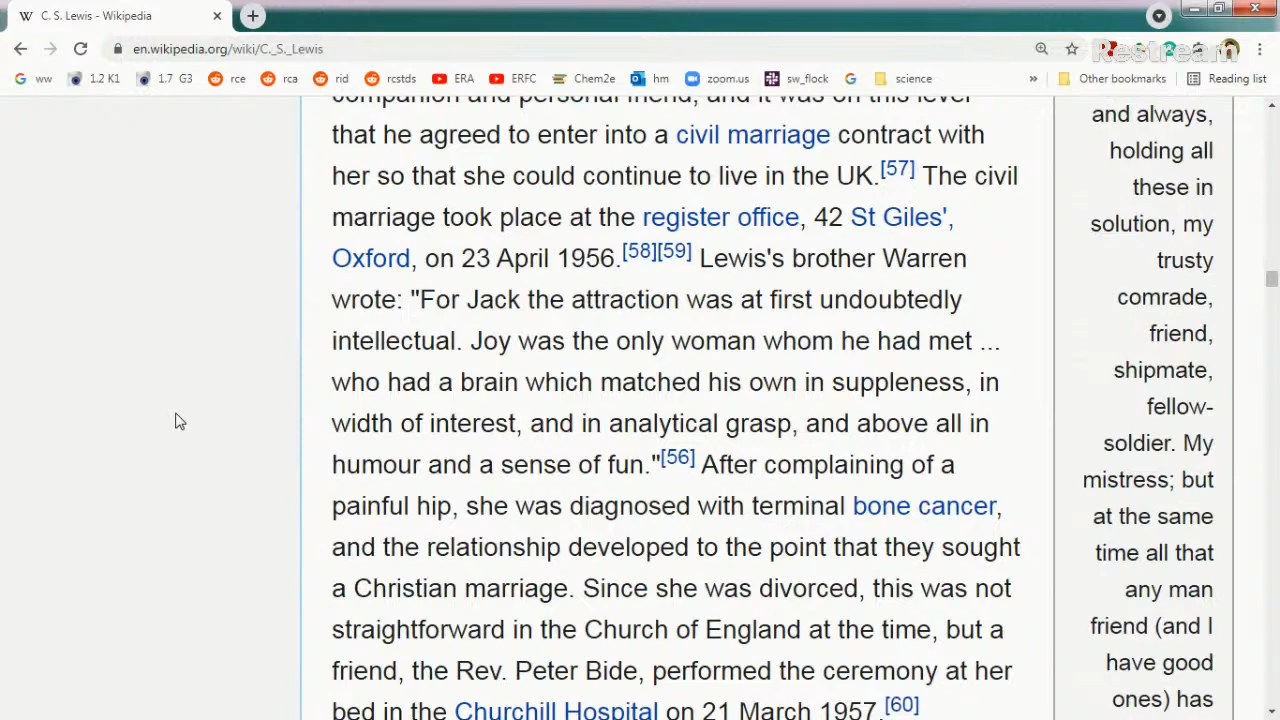 C. S. Lewis - Wikipedia
en.wikipedia.org/wiki/C._S._Lewis
Restream
ww 1.2 K1 1.7 G3 rce rca rid rcstds ERA ERFC Chem2e hm zoom.us sw_flock science » Other bookmarks Reading list
companion and personal friend, and it was on this level
that he agreed to enter into a civil marriage contract with
her so that she could continue to live in the UK.[57] The civil
marriage took place at the register office, 42 St Giles',
Oxford, on 23 April 1956.[58][59] Lewis's brother Warren
wrote: "For Jack the attraction was at first undoubtedly
intellectual. Joy was the only woman whom he had met ...
who had a brain which matched his own in suppleness, in
width of interest, and in analytical grasp, and above all in
humour and a sense of fun."[56] After complaining of a
painful hip, she was diagnosed with terminal bone cancer,
and the relationship developed to the point that they sought
a Christian marriage. Since she was divorced, this was not
straightforward in the Church of England at the time, but a
friend, the Rev. Peter Bide, performed the ceremony at her
bed in the Churchill Hospital on 21 March 1957.[60]
and always,
holding all
these in
solution, my
trusty
comrade,
friend,
shipmate,
fellow-
soldier. My
mistress; but
at the same
time all that
any man
friend (and I
have good
ones) has